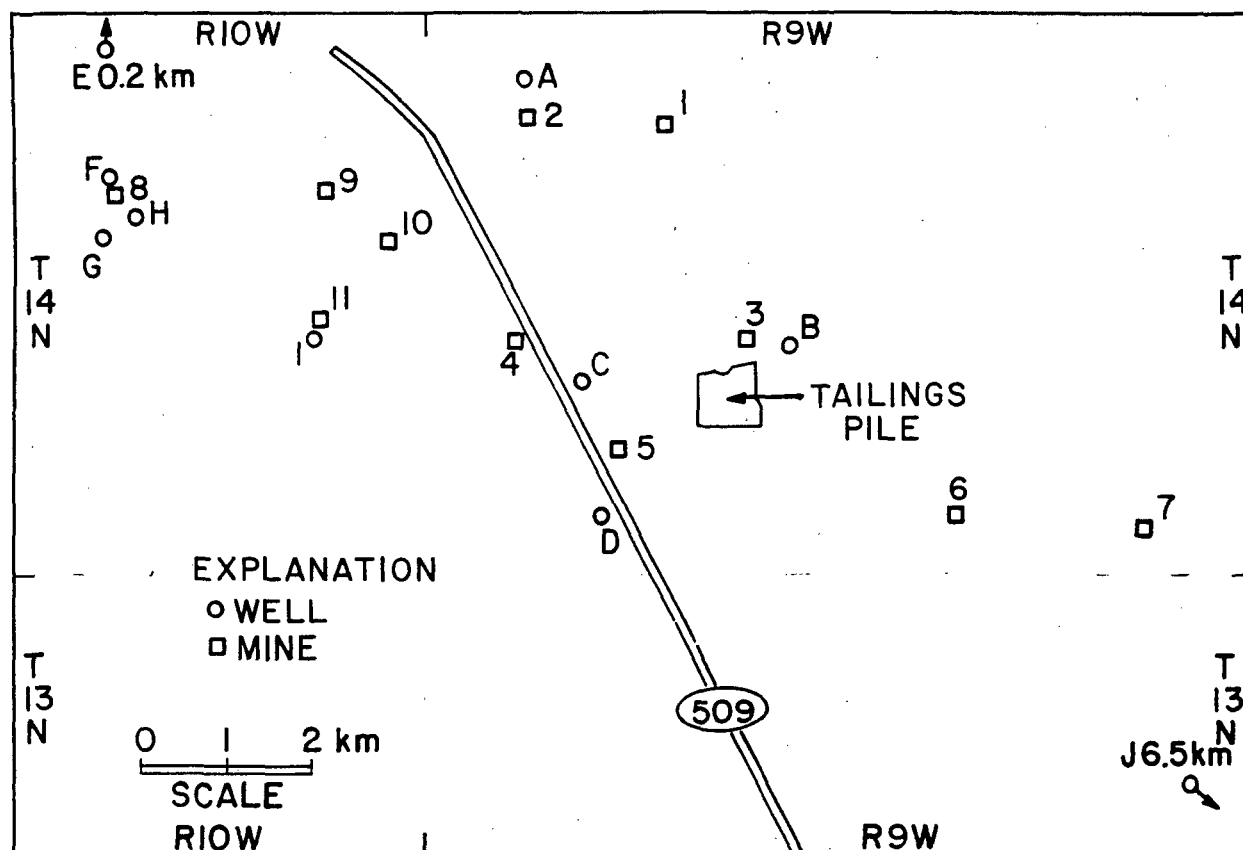 R10W
R9W
E 0.2 km
A
2
1
F
8
H
G
9
10
T
14
N
T
14
N
11
I
4
3
B
C
TAILINGS
PILE
5
6
7
D
EXPLANATION
WELL
MINE
T
13
N
T
13
N
509
0 1 2 km
SCALE
J 6.5 km
R10W
R9W